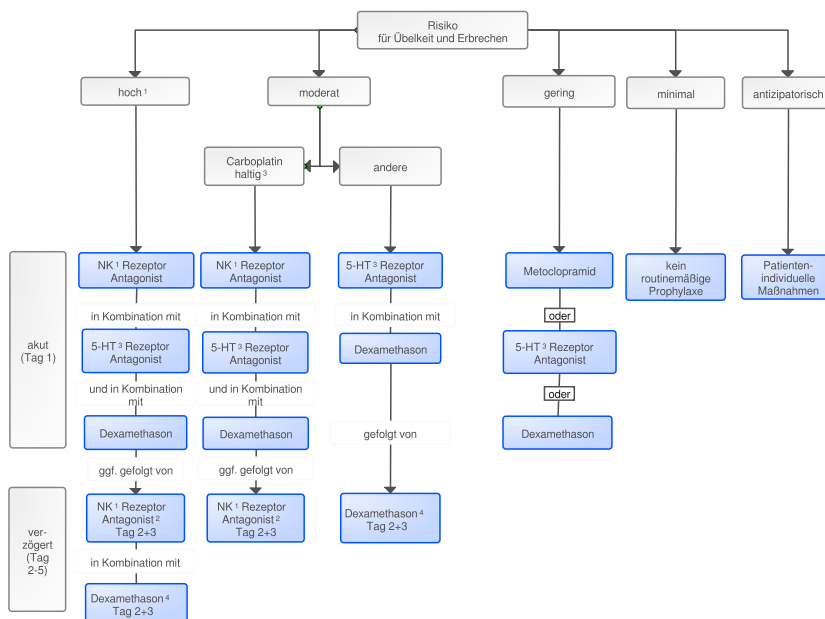 Risiko
für Übelkeit und Erbrechen
hoch ¹
moderat
gering
minimal
antizipatorisch
Carboplatin
haltig ³
andere
akut
(Tag 1)
NK ¹ Rezeptor
Antagonist
in Kombination mit
5-HT ³ Rezeptor
Antagonist
und in Kombination
mit
Dexamethason
ggf. gefolgt von
NK ¹ Rezeptor
Antagonist ²
Tag 2+3
in Kombination mit
Dexamethason ⁴
Tag 2+3
NK ¹ Rezeptor
Antagonist
in Kombination mit
5-HT ³ Rezeptor
Antagonist
und in Kombination
mit
Dexamethason
ggf. gefolgt von
NK ¹ Rezeptor
Antagonist ²
Tag 2+3
5-HT ³ Rezeptor
Antagonist
in Kombination mit
Dexamethason
gefolgt von
Dexamethason ⁴
Tag 2+3
Metoclopramid
oder
5-HT ³ Rezeptor
Antagonist
oder
Dexamethason
kein
routinemäßige
Prophylaxe
Patienten-
individuelle
Maßnahmen
ver-
zögert
(Tag
2-5)